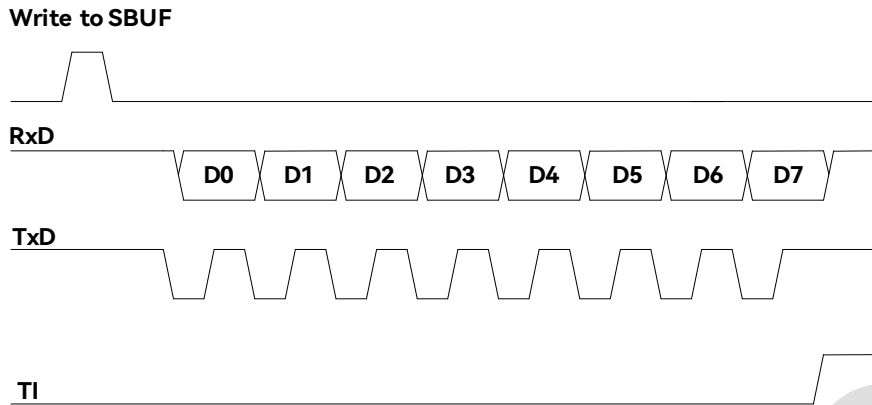 Write to SBUF
RxD
D0 D1 D2 D3 D4 D5 D6 D7
TxD
TI